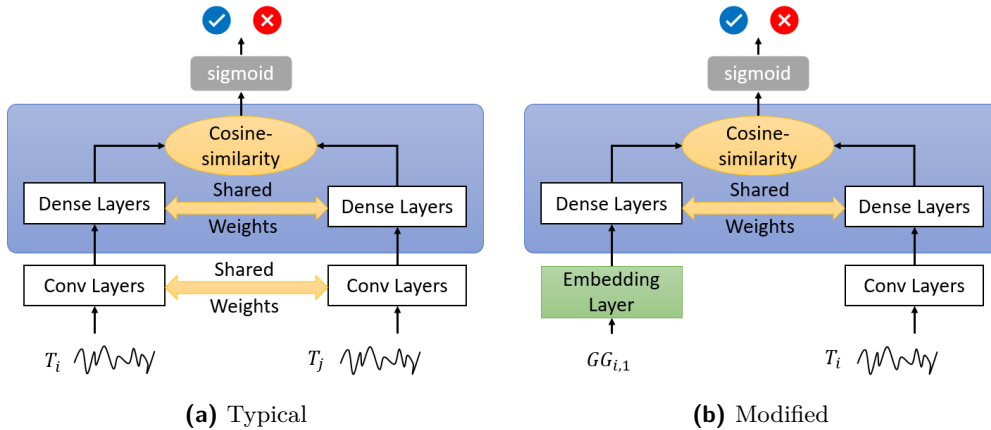 sigmoid
Cosine-
similarity
Dense Layers
Shared
Weights
Dense Layers
Conv Layers
Shared
Weights
Conv Layers
T_i
T_j
(a) Typical
sigmoid
Cosine-
similarity
Dense Layers
Shared
Weights
Dense Layers
Embedding
Layer
Conv Layers
GG_{i,1}
T_i
(b) Modified